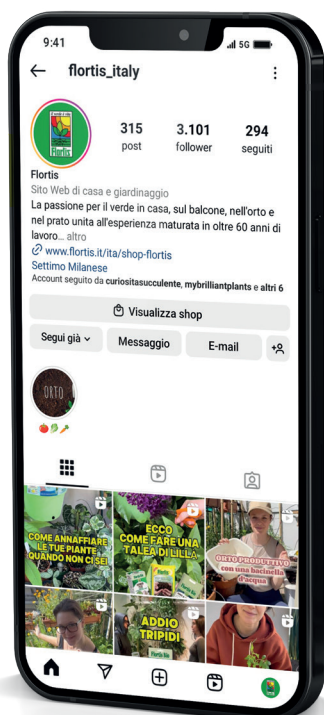 9:41
5G
flortis_italy
315
3.101
294
post
follower
seguiti
Flortis
Flortis
Sito Web di casa e giardinaggio
La passione per il verde in casa, sul balcone, nell'orto e
nel prato unita all'esperienza maturata in oltre 60 anni di
lavoro... altro
www.flortis.it/ita/shop-flortis
Settimo Milanese
Account seguito da curiositasucculente, mybrilliantplants e altri 6
Visualizza shop
Segui già
Messaggio
E-mail
ORTO
COME ANNAFFIARE
LE TUE PIANTE
QUANDO NON CI SEI
ECCO
COME FARE UNA
TALEA DI LILLÀ
ORTO PRODUTTIVO
con una bacinella
d'acqua
ADDIO
TRIPIDI
Flortis bio